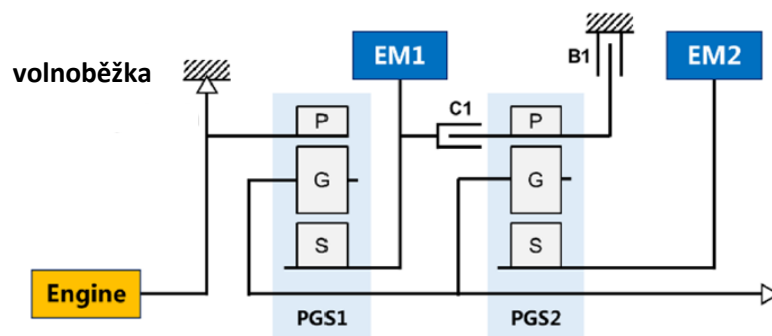 EM1
B1
EM2
volnoběžka
C1
P
P
G
G
S
S
Engine
PGS1
PGS2